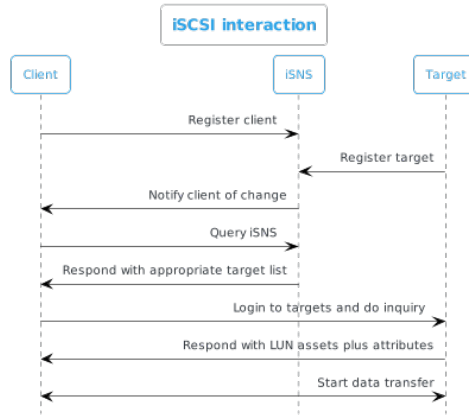 iSCSI interaction
Client
iSNS
Target
Register client
Register target
Notify client of change
Query iSNS
Respond with appropriate target list
Login to targets and do inquiry
Respond with LUN assets plus attributes
Start data transfer